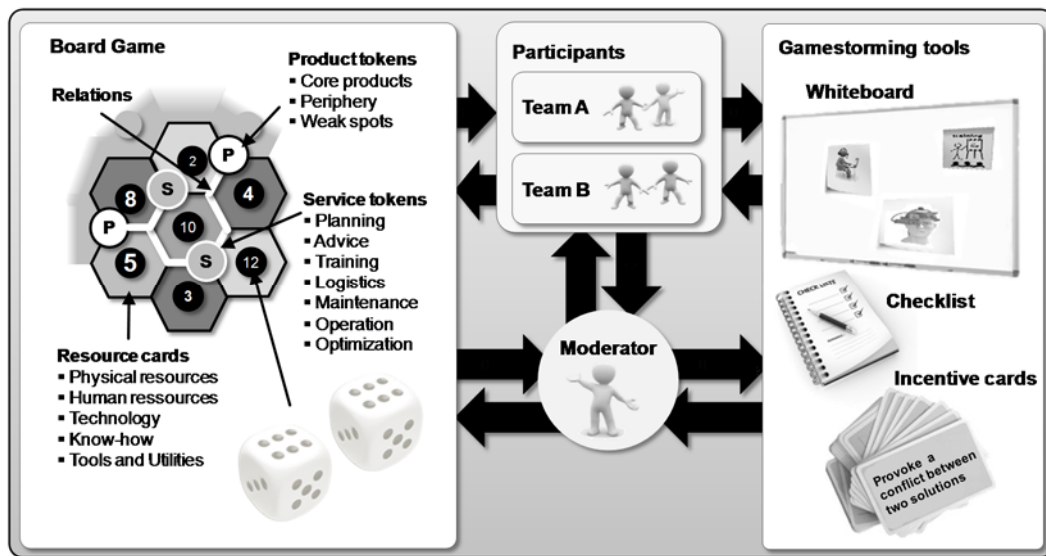 Board Game
Product tokens
▪ Core products
▪ Periphery
▪ Weak spots
Relations
P
2
S
8
4
10
P
S
5
12
3
Service tokens
▪ Planning
▪ Advice
▪ Training
▪ Logistics
▪ Maintenance
▪ Operation
▪ Optimization
Resource cards
▪ Physical resources
▪ Human ressources
▪ Technology
▪ Know-how
▪ Tools and Utilities
Participants
Team A
Team B
Moderator
Gamestorming tools
Whiteboard
Checklist
Incentive cards
Provoke a
conflict between
two solutions